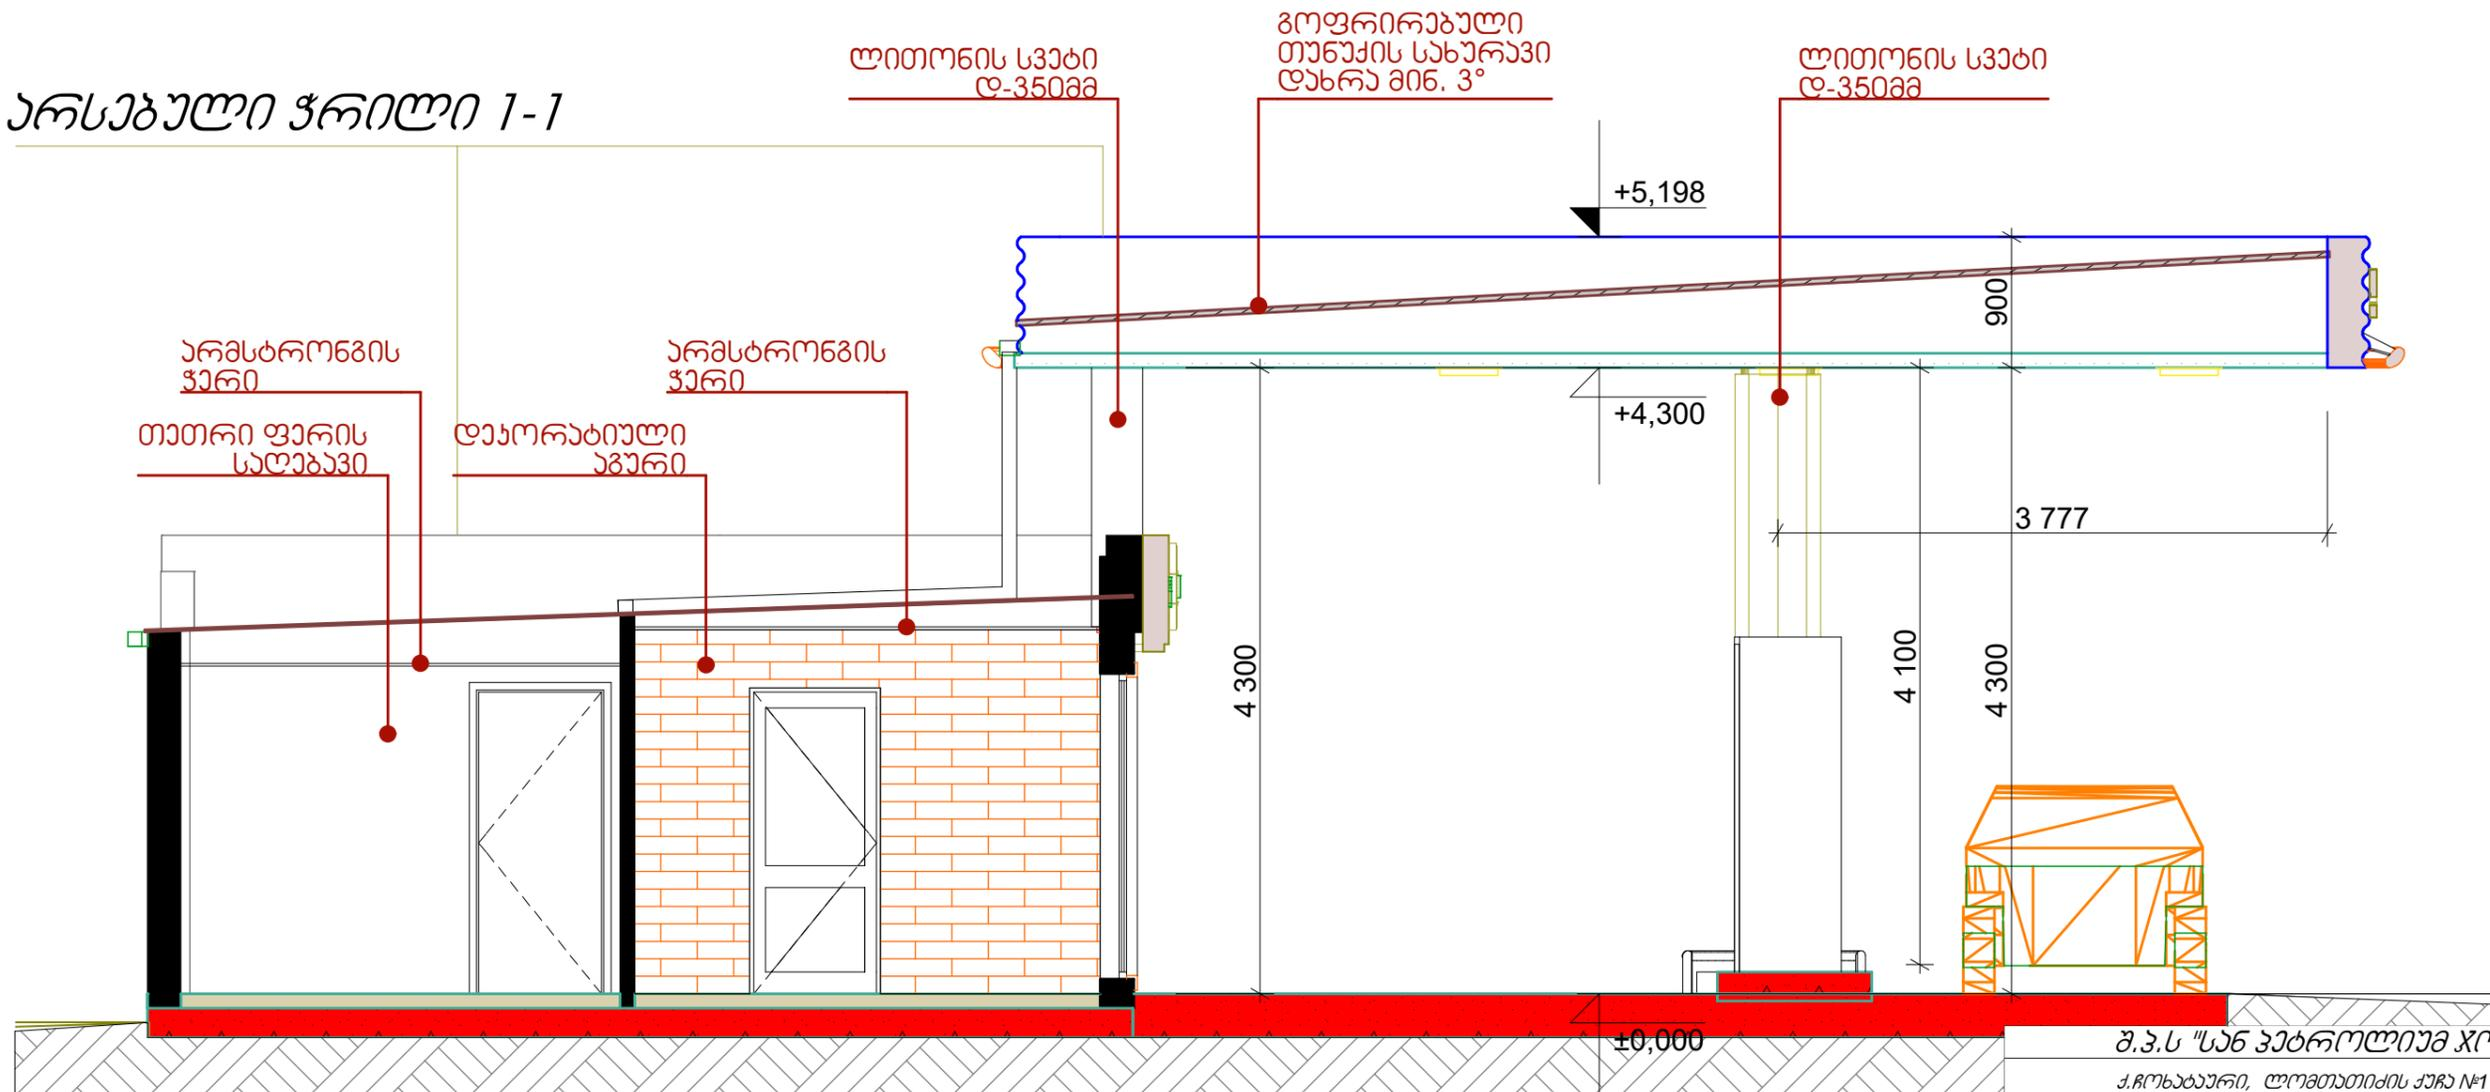 არსებული ჭრილი 1-1
ლითონის სვეტი
დ-350მმ
გოფრირებული
თუნუქის სახურავი
დახრა მინ. 3°
ლითონის სვეტი
დ-350მმ
+5,198
900
არმსტრონგის
ჭერი
არმსტრონგის
ჭერი
+4,300
თეთრი ფერის
საღებავი
დეკორატიული
აგური
3 777
4 300
4 100
4 300
±0,000
შ.პ.ს "სან პეტროლიუმ ჯო
ქ.ჩოხატაური, ლომთათიძის ქუჩა №1